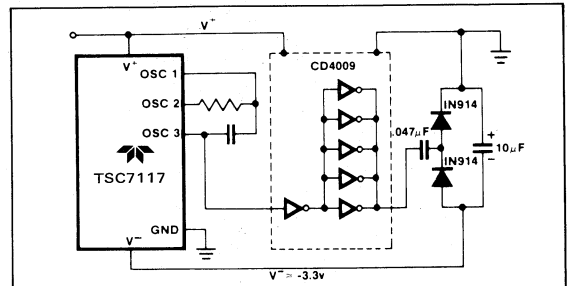 V+
V+
OSC 1
OSC 2
OSC 3
TSC7117
GND
V−
CD4009
.047μF
IN914
IN914
+
10μF
−
V− ≈ -3.3v